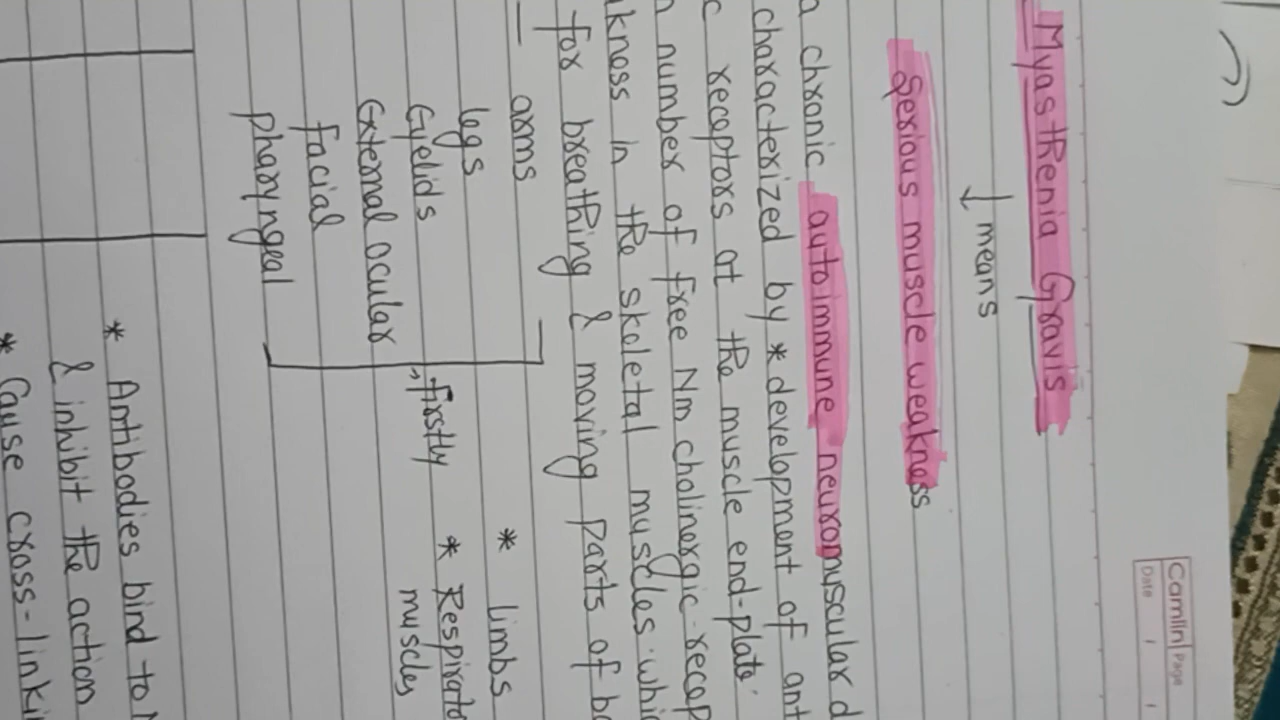 Camlin Page
Date / /
Myasthenia Gravis
means
Serious muscle weakness
a chronic autoimmune neuromuscular d
characterized by * development of ant
c receptors at the muscle end-plate.
n number of free Nm cholinergic recep
kness in the skeletal muscles whic
for breathing & moving parts of bo
arms
legs
Eyelids
External ocular
facial
pharyngeal
firstly
* limbs
* Respirato
muscles
* Antibodies bind to N
& inhibit the action
* Cause cross-linki